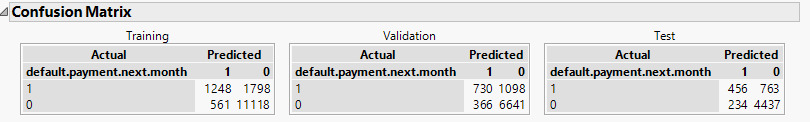 Confusion Matrix
Training Validation Test
Actual Predicted Actual Predicted Actual Predicted
default.payment.next.month 1 0 default.payment.next.month 1 0 default.payment.next.month 1 0
1 1248 1798 1 730 1098 1 456 763
0 561 11118 0 366 6641 0 234 4437